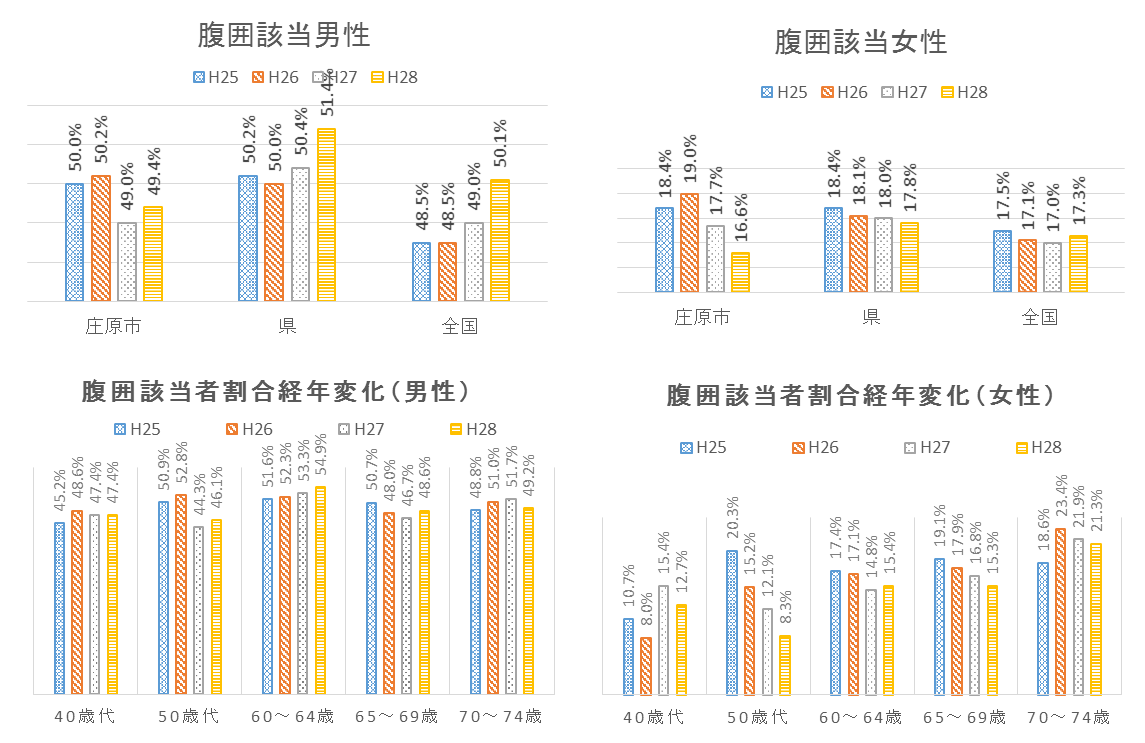 腹囲該当男性
H25 H26 H27 H28
50.0% 50.2% 49.0% 49.4% 50.2% 50.0% 50.4% 51.4% 48.5% 48.5% 49.0% 50.1%
庄原市 県 全国
腹囲該当女性
H25 H26 H27 H28
18.4% 19.0% 17.7% 16.6% 18.4% 18.1% 18.0% 17.8% 17.5% 17.1% 17.0% 17.3%
庄原市 県 全国
腹囲該当者割合経年変化(男性)
H25 H26 H27 H28
45.2% 48.6% 47.4% 47.4% 50.9% 52.8% 44.3% 46.1% 51.6% 52.3% 53.3% 54.9% 50.7% 48.0% 46.7% 48.6% 48.8% 51.0% 51.7% 49.2%
40歳代 50歳代 60～64歳 65～69歳 70～74歳
腹囲該当者割合経年変化(女性)
H25 H26 H27 H28
10.7% 8.0% 15.4% 12.7% 20.3% 15.2% 12.1% 8.3% 17.4% 17.1% 14.8% 15.4% 19.1% 17.9% 16.8% 15.3% 18.6% 23.4% 21.9% 21.3%
40歳代 50歳代 60～64歳 65～69歳 70～74歳